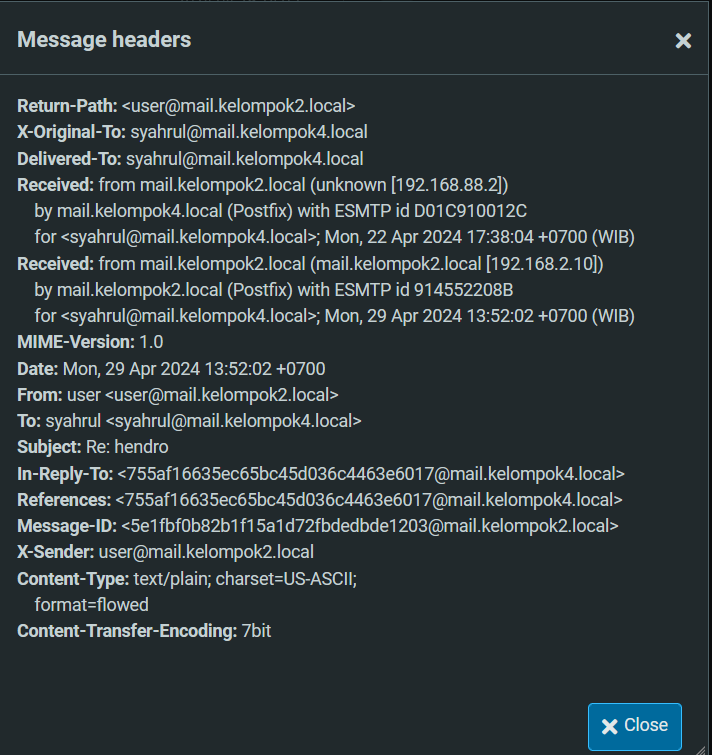 Message headers
Return-Path: <user@mail.kelompok2.local>
X-Original-To: syahrul@mail.kelompok4.local
Delivered-To: syahrul@mail.kelompok4.local
Received: from mail.kelompok2.local (unknown [192.168.88.2])
by mail.kelompok4.local (Postfix) with ESMTP id D01C910012C
for <syahrul@mail.kelompok4.local>; Mon, 22 Apr 2024 17:38:04 +0700 (WIB)
Received: from mail.kelompok2.local (mail.kelompok2.local [192.168.2.10])
by mail.kelompok2.local (Postfix) with ESMTP id 914552208B
for <syahrul@mail.kelompok4.local>; Mon, 29 Apr 2024 13:52:02 +0700 (WIB)
MIME-Version: 1.0
Date: Mon, 29 Apr 2024 13:52:02 +0700
From: user <user@mail.kelompok2.local>
To: syahrul <syahrul@mail.kelompok4.local>
Subject: Re: hendro
In-Reply-To: <755af16635ec65bc45d036c4463e6017@mail.kelompok4.local>
References: <755af16635ec65bc45d036c4463e6017@mail.kelompok4.local>
Message-ID: <5e1fbf0b82b1f15a1d72fbdedbde1203@mail.kelompok2.local>
X-Sender: user@mail.kelompok2.local
Content-Type: text/plain; charset=US-ASCII;
format=flowed
Content-Transfer-Encoding: 7bit
Close